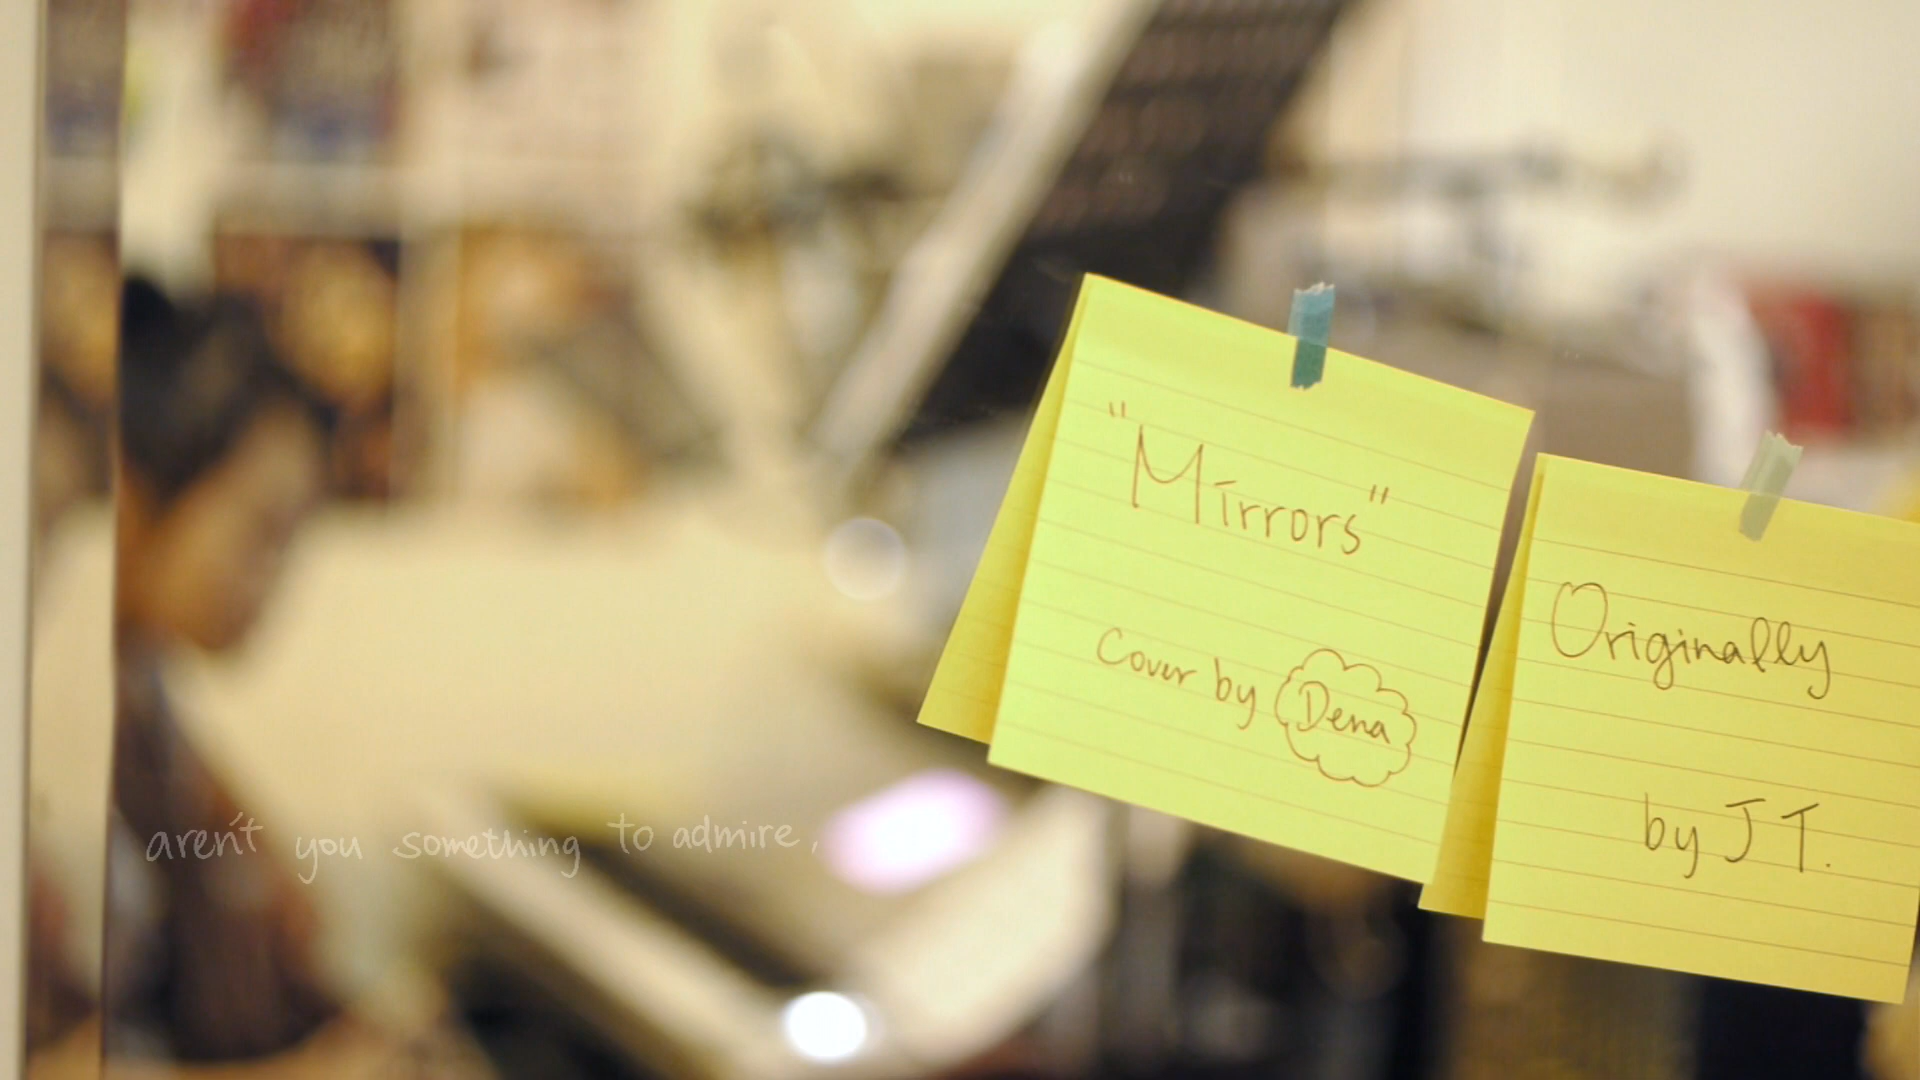 "Mirrors"
Cover by Dena
Originally
by JT.
aren't you something to admire,